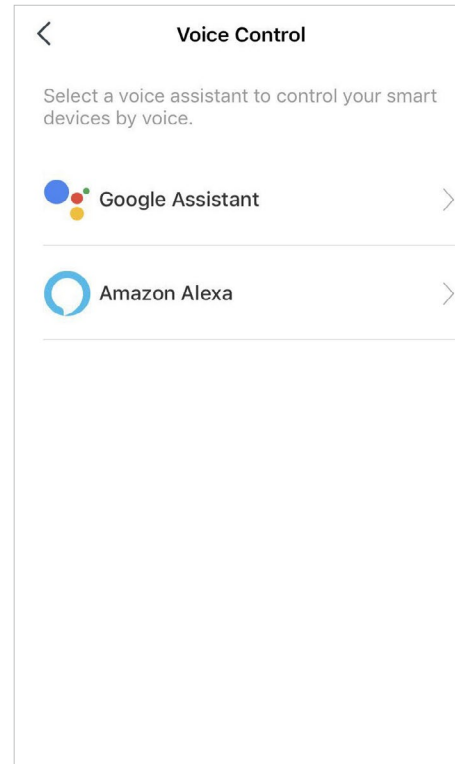 Voice Control
Select a voice assistant to control your smart
devices by voice.
Google Assistant
Amazon Alexa